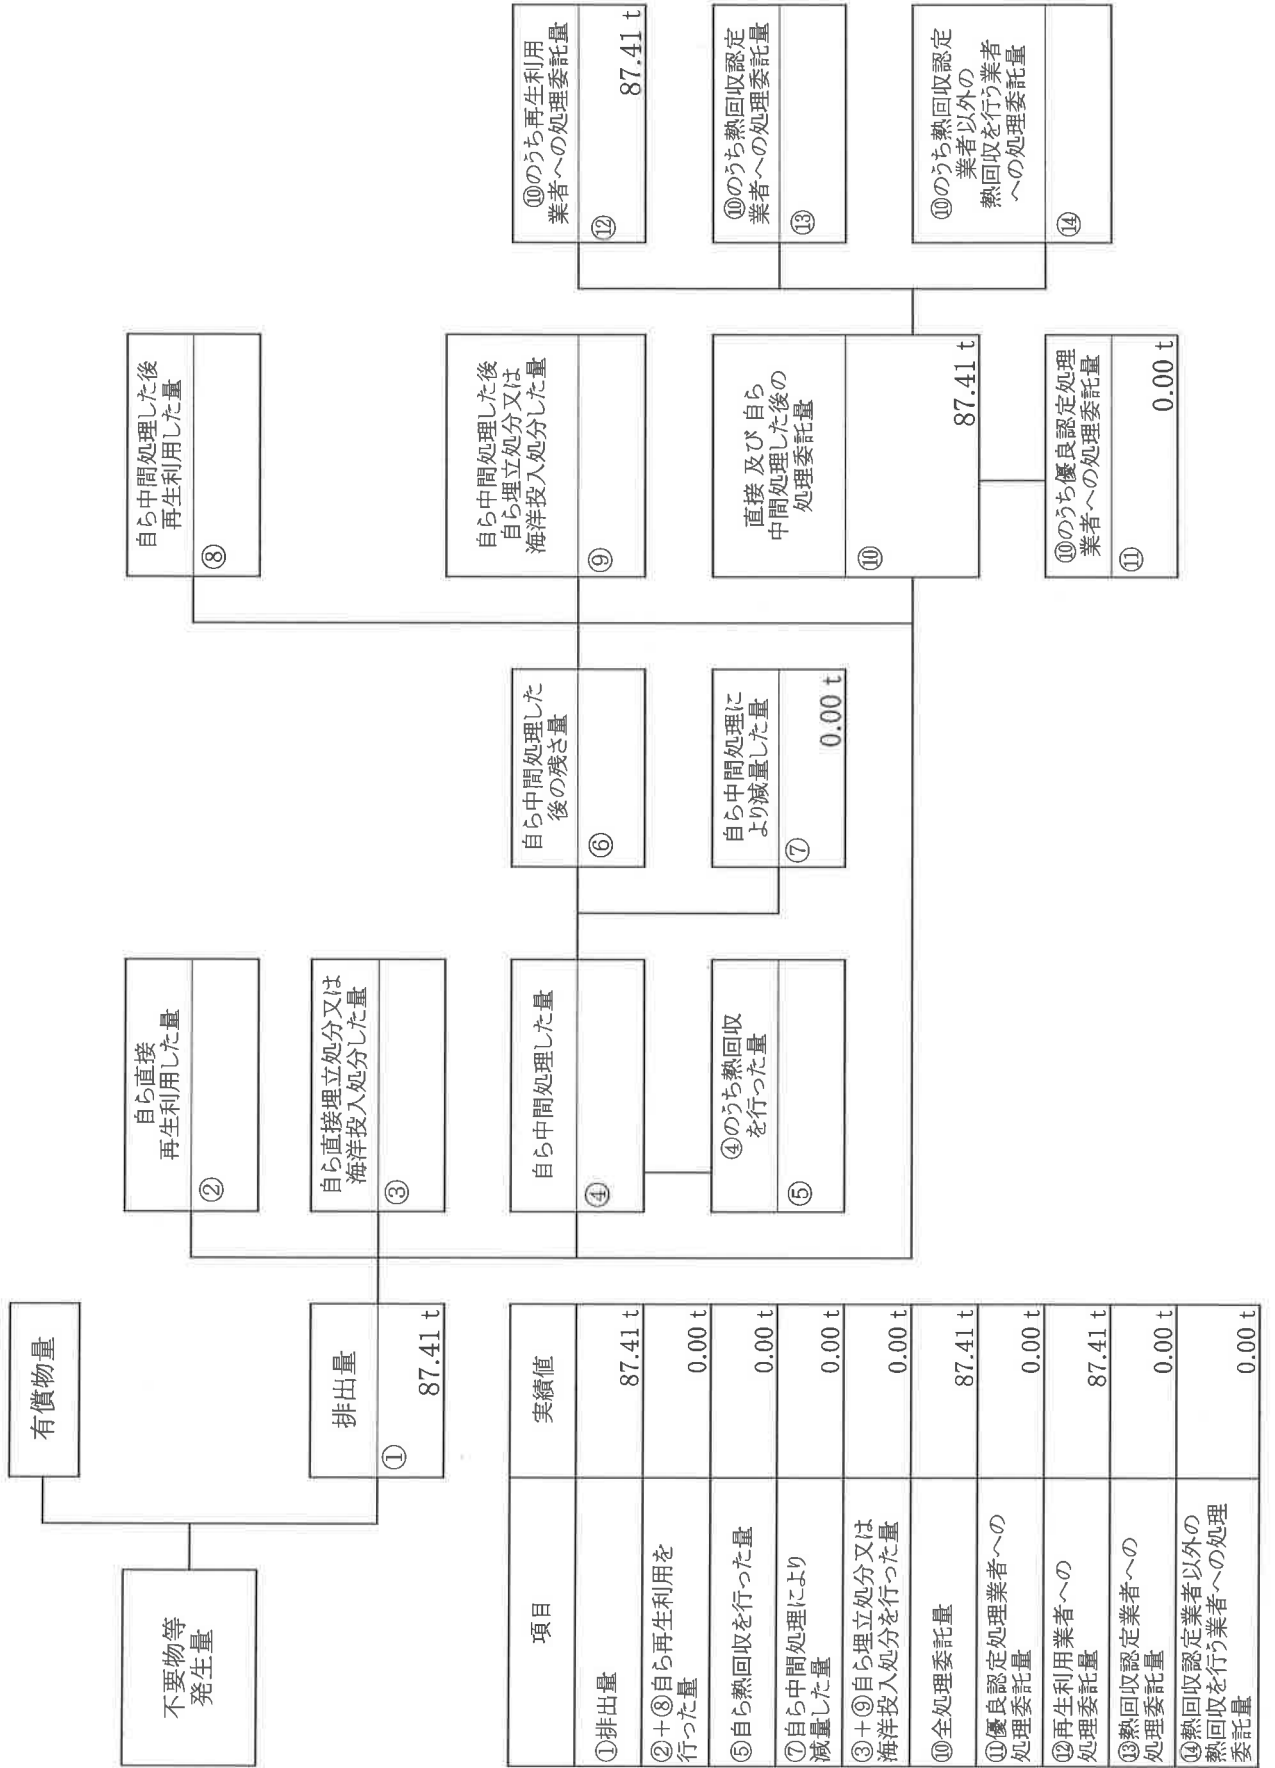 不要物等
発生量
有償物量
排出量
①
87.41 t
自ら直接
再生利用した量
②
自ら直接埋立処分又は
海洋投入処分した量
③
自ら中間処理した量
④
④のうち熱回収
を行った量
⑤
自ら中間処理した
後の残さ量
⑥
自ら中間処理に
より減量した量
⑦
0.00 t
自ら中間処理した後
再生利用した量
⑧
自ら中間処理した後
自ら埋立処分又は
海洋投入処分した量
⑨
直接 及び 自ら
中間処理した後の
処理委託量
⑩
87.41 t
⑩のうち優良認定処理
業者への処理委託量
⑪
0.00 t
⑩のうち再生利用
業者への処理委託量
⑫
87.41 t
⑩のうち熱回収認定
業者への処理委託量
⑬
⑩のうち熱回収認定
業者以外の
熱回収を行う業者
への処理委託量
⑭
項目 実績値
①排出量 87.41 t
②+⑧自ら再生利用を
行った量 0.00 t
⑤自ら熱回収を行った量 0.00 t
⑦自ら中間処理により
減量した量 0.00 t
③+⑨自ら埋立処分又は
海洋投入処分を行った量 0.00 t
⑩全処理委託量 87.41 t
⑪優良認定処理業者への
処理委託量 0.00 t
⑫再生利用業者への
処理委託量 87.41 t
⑬熱回収認定業者への
処理委託量 0.00 t
⑭熱回収認定業者以外の
熱回収を行う業者への処理
委託量 0.00 t